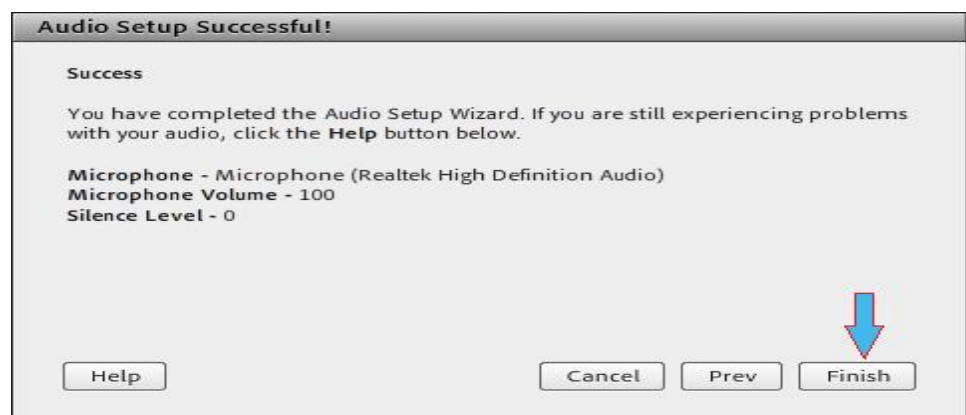 Audio Setup Successful!
Success
You have completed the Audio Setup Wizard. If you are still experiencing problems
with your audio, click the Help button below.
Microphone - Microphone (Realtek High Definition Audio)
Microphone Volume - 100
Silence Level - 0
Help Cancel Prev Finish